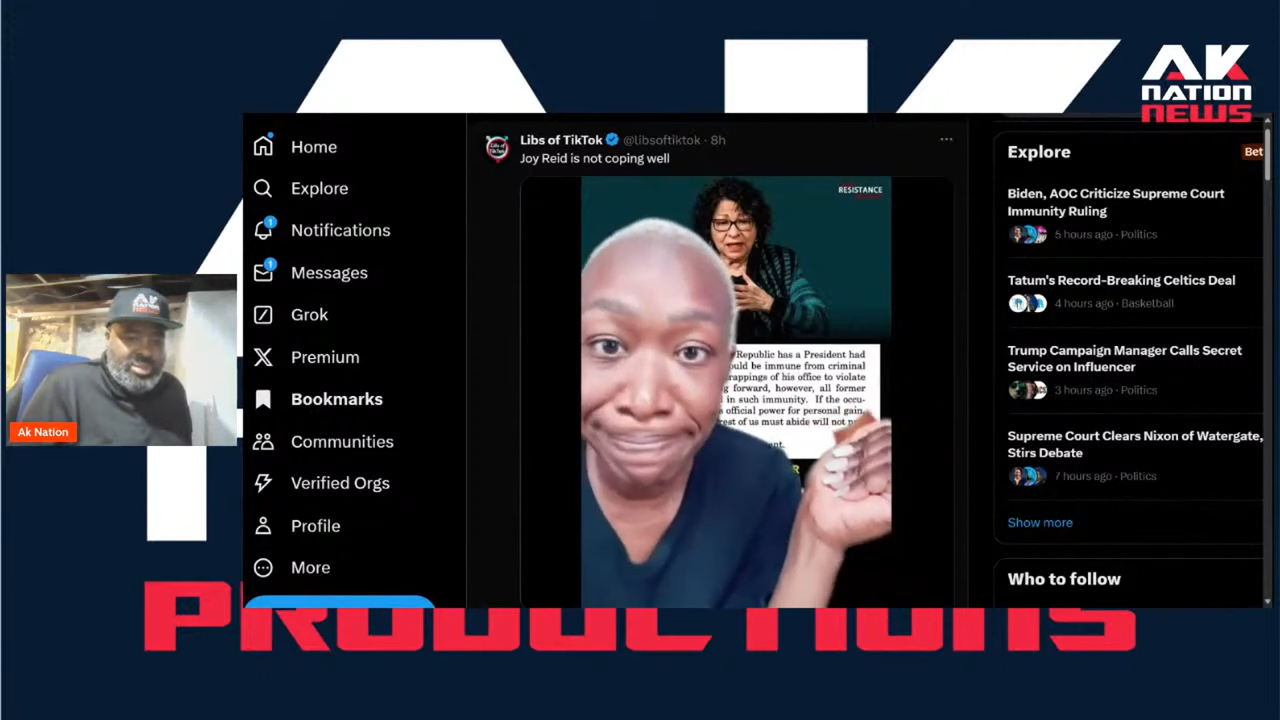 AK
NATION
NEWS
Home
Explore
Notifications
1
Messages
1
Grok
Premium
Bookmarks
Communities
Verified Orgs
Profile
More
AK
NATION
Ak Nation
Libs of TikTok @libsoftiktok · 8h
Joy Reid is not coping well
RESISTANCE
Republic has a President had
ould be immune from criminal
rappings of his office to violate
g forward, however, all former
in such immunity. If the occu-
s official power for personal gain,
rest of us must abide will not
ent.
Explore
Bet
Biden, AOC Criticize Supreme Court
Immunity Ruling
5 hours ago · Politics
Tatum's Record-Breaking Celtics Deal
4 hours ago · Basketball
Trump Campaign Manager Calls Secret
Service on Influencer
3 hours ago · Politics
Supreme Court Clears Nixon of Watergate,
Stirs Debate
7 hours ago · Politics
Show more
Who to follow
PRODUCTIONS